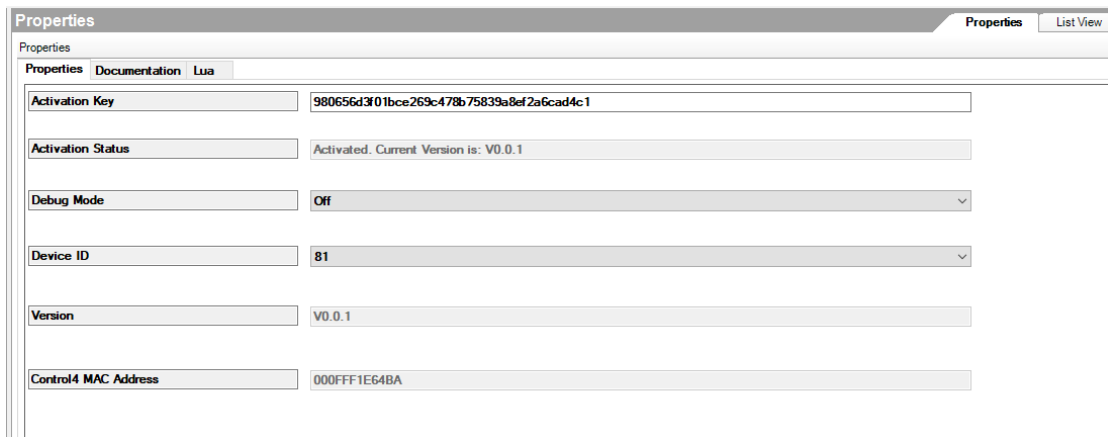 Properties
Properties List View
Properties
Properties Documentation Lua
Activation Key 980656d3f01bce269c478b75839a8ef2a6cad4c1
Activation Status Activated. Current Version is: V0.0.1
Debug Mode Off
Device ID 81
Version V0.0.1
Control4 MAC Address 000FFF1E64BA